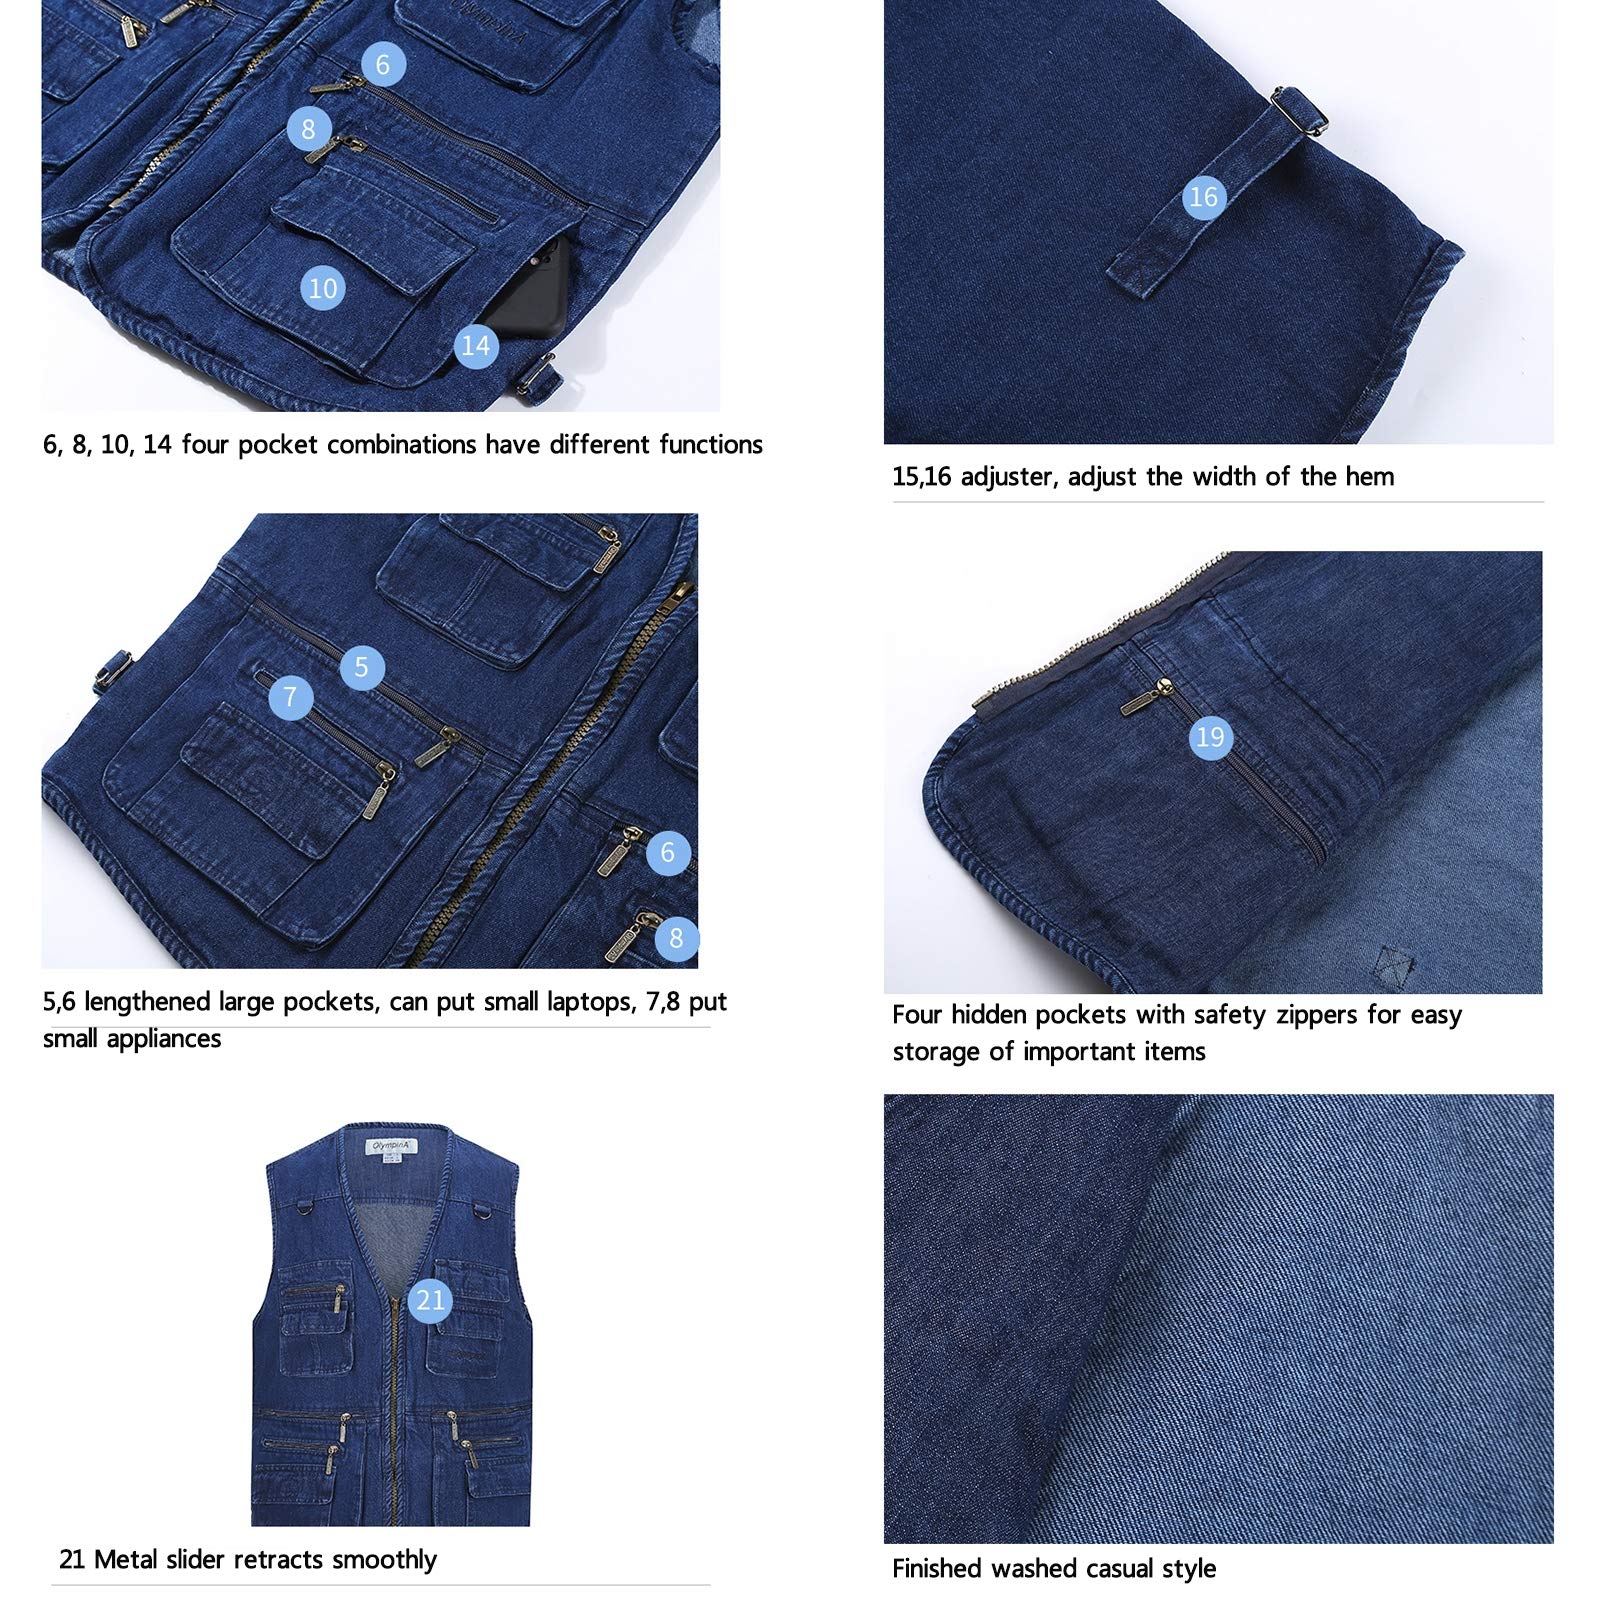 OlympinA
6
8
10
14
6, 8, 10, 14 four pocket combinations have different functions
16
15,16 adjuster, adjust the width of the hem
5
7
6
8
5,6 lengthened large pockets, can put small laptops, 7,8 put
small appliances
19
Four hidden pockets with safety zippers for easy
storage of important items
OlympinA
21
21 Metal slider retracts smoothly
Finished washed casual style